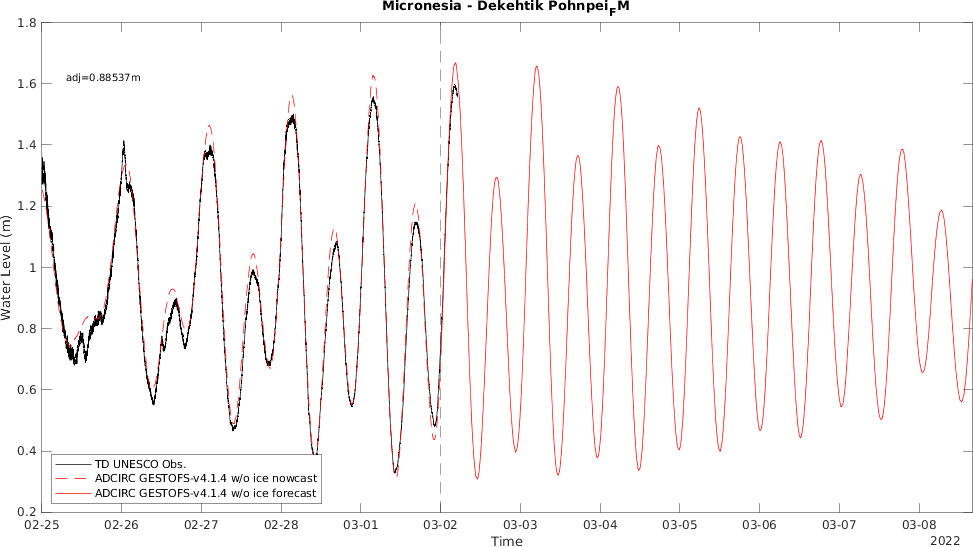 Micronesia - Dekehtik Pohnpei_FM
adj=0.88537m
1.8
1.6
1.4
1.2
1
0.8
0.6
0.4
0.2
Water Level (m)
TD UNESCO Obs.
ADCIRC GESTOFS-v4.1.4 w/o ice nowcast
ADCIRC GESTOFS-v4.1.4 w/o ice forecast
02-25 02-26 02-27 02-28 03-01 03-02 03-03 03-04 03-05 03-06 03-07 03-08
Time
2022